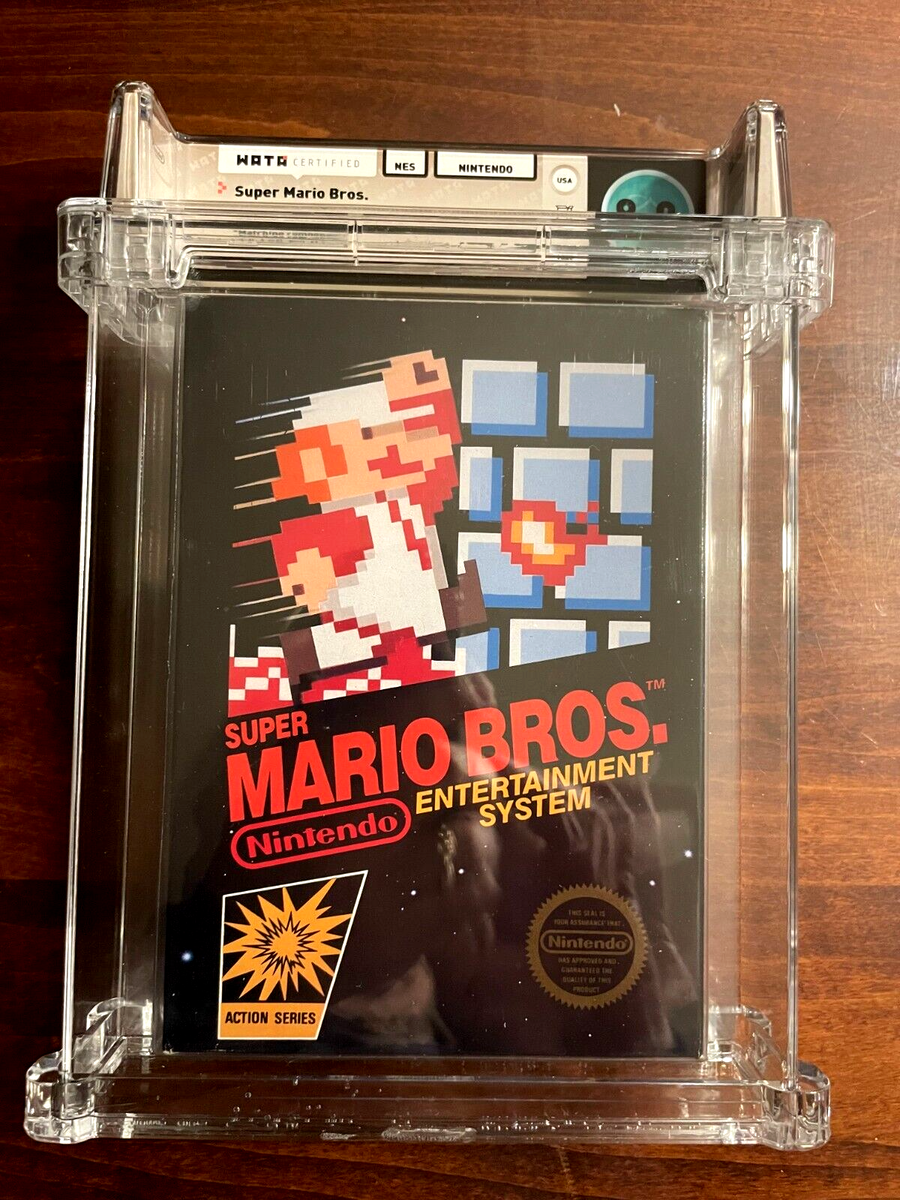 WATA CERTIFIED
NES
NINTENDO
USA
Super Mario Bros.
SUPER
MARIO BROS.™
ENTERTAINMENT
SYSTEM
Nintendo®
ACTION SERIES
THIS SEAL IS
YOUR ASSURANCE THAT
Nintendo®
HAS APPROVED AND
GUARANTEED THE
QUALITY OF THIS
PRODUCT